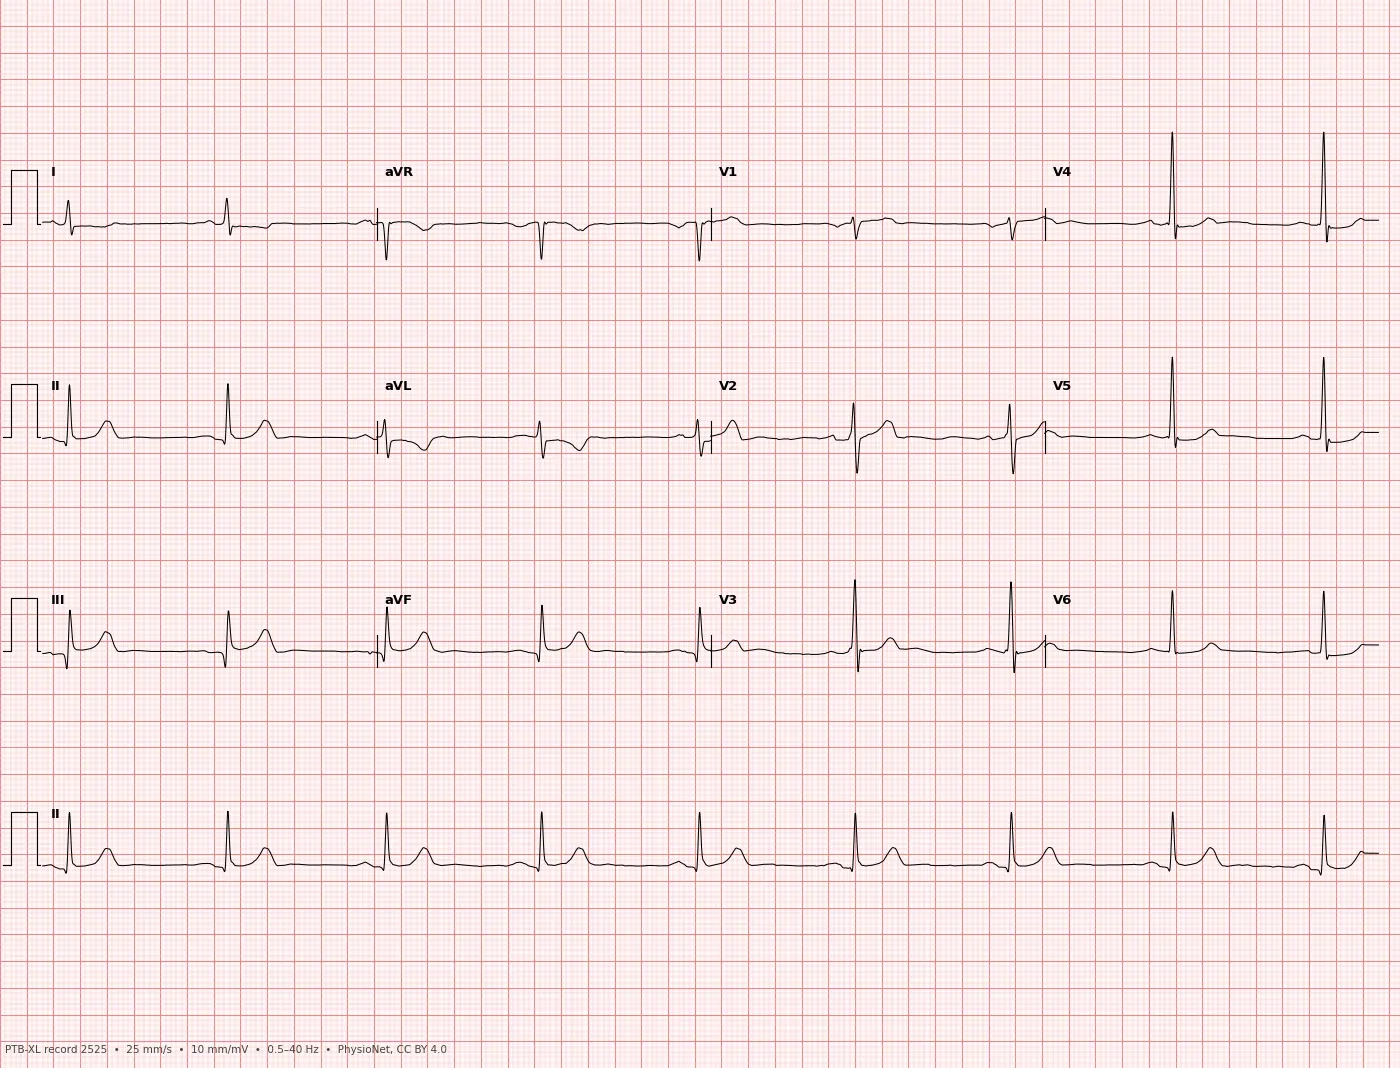 I aVR V1 V4
II aVL V2 V5
III aVF V3 V6
II
PTB-XL record 2525 • 25 mm/s • 10 mm/mV • 0.5–40 Hz • PhysioNet, CC BY 4.0